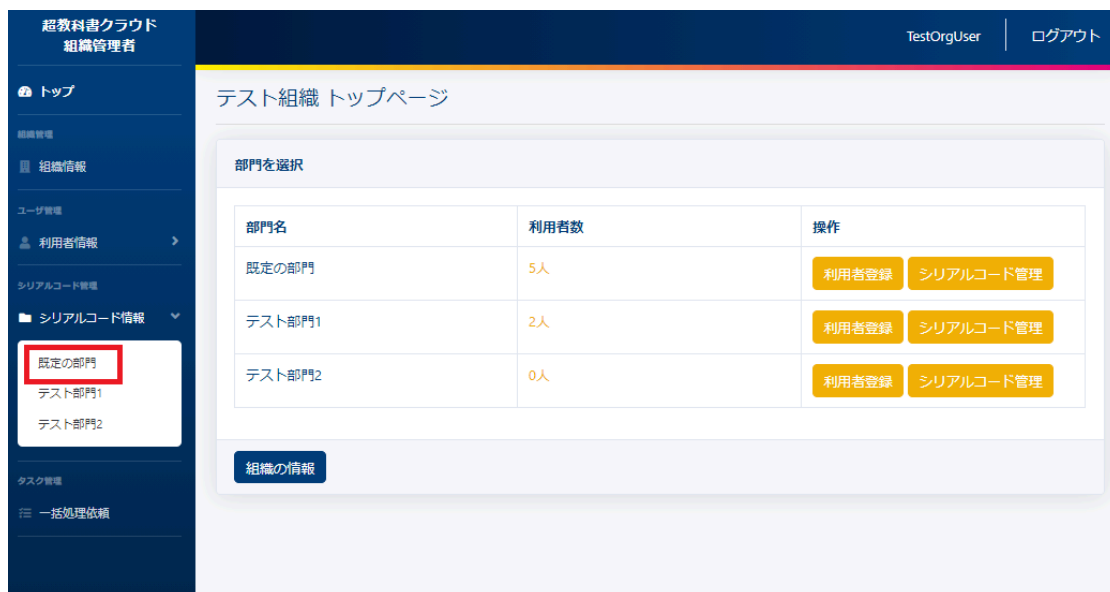 超教科書クラウド
組織管理者
TestOrgUser
ログアウト
トップ
テスト組織 トップページ
組織管理
組織情報
部門を選択
ユーザ管理
利用者情報
部門名 利用者数 操作
既定の部門 5人 利用者登録 シリアルコード管理
シリアルコード管理
シリアルコード情報
テスト部門1 2人 利用者登録 シリアルコード管理
既定の部門
テスト部門1
テスト部門2
テスト部門2 0人 利用者登録 シリアルコード管理
組織の情報
タスク管理
一括処理依頼